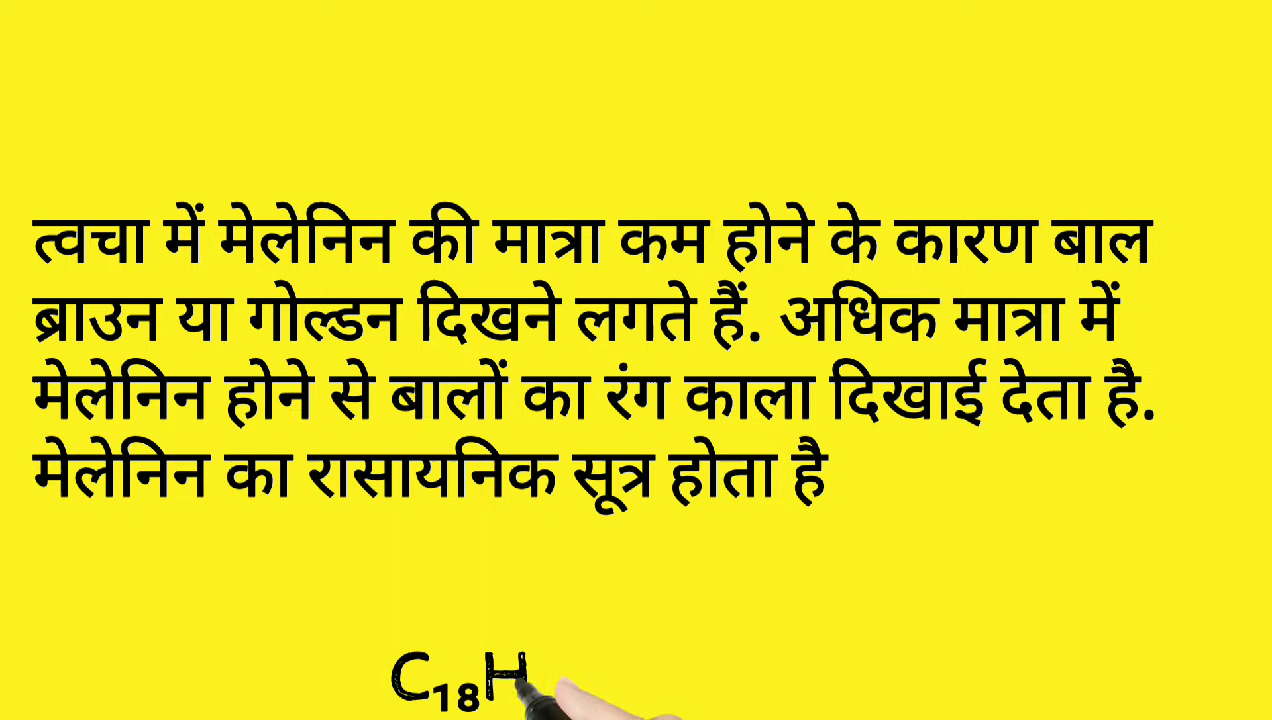 त्वचा में मेलेनिन की मात्रा कम होने के कारण बाल
ब्राउन या गोल्डन दिखने लगते हैं. अधिक मात्रा में
मेलेनिन होने से बालों का रंग काला दिखाई देता है.
मेलेनिन का रासायनिक सूत्र होता है
C₁₈H